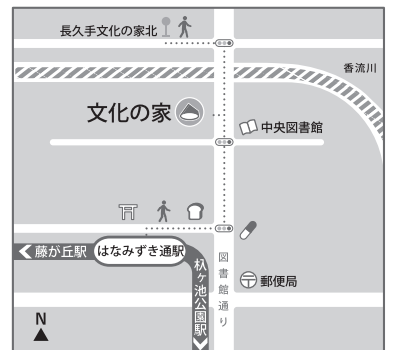 長久手文化の家北
香流川
文化の家
中央図書館
藤が丘駅
はなみずき通駅
杁ヶ池公園駅
図書館通り
郵便局
N